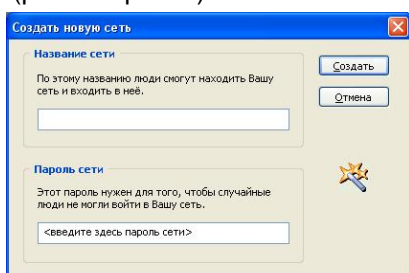 Создать новую сеть
Название сети
По этому названию люди смогут находить Вашу
сеть и входить в неё.
Создать
Отмена
Пароль сети
Этот пароль нужен для того, чтобы случайные
люди не могли войти в Вашу сеть.
<введите здесь пароль сети>